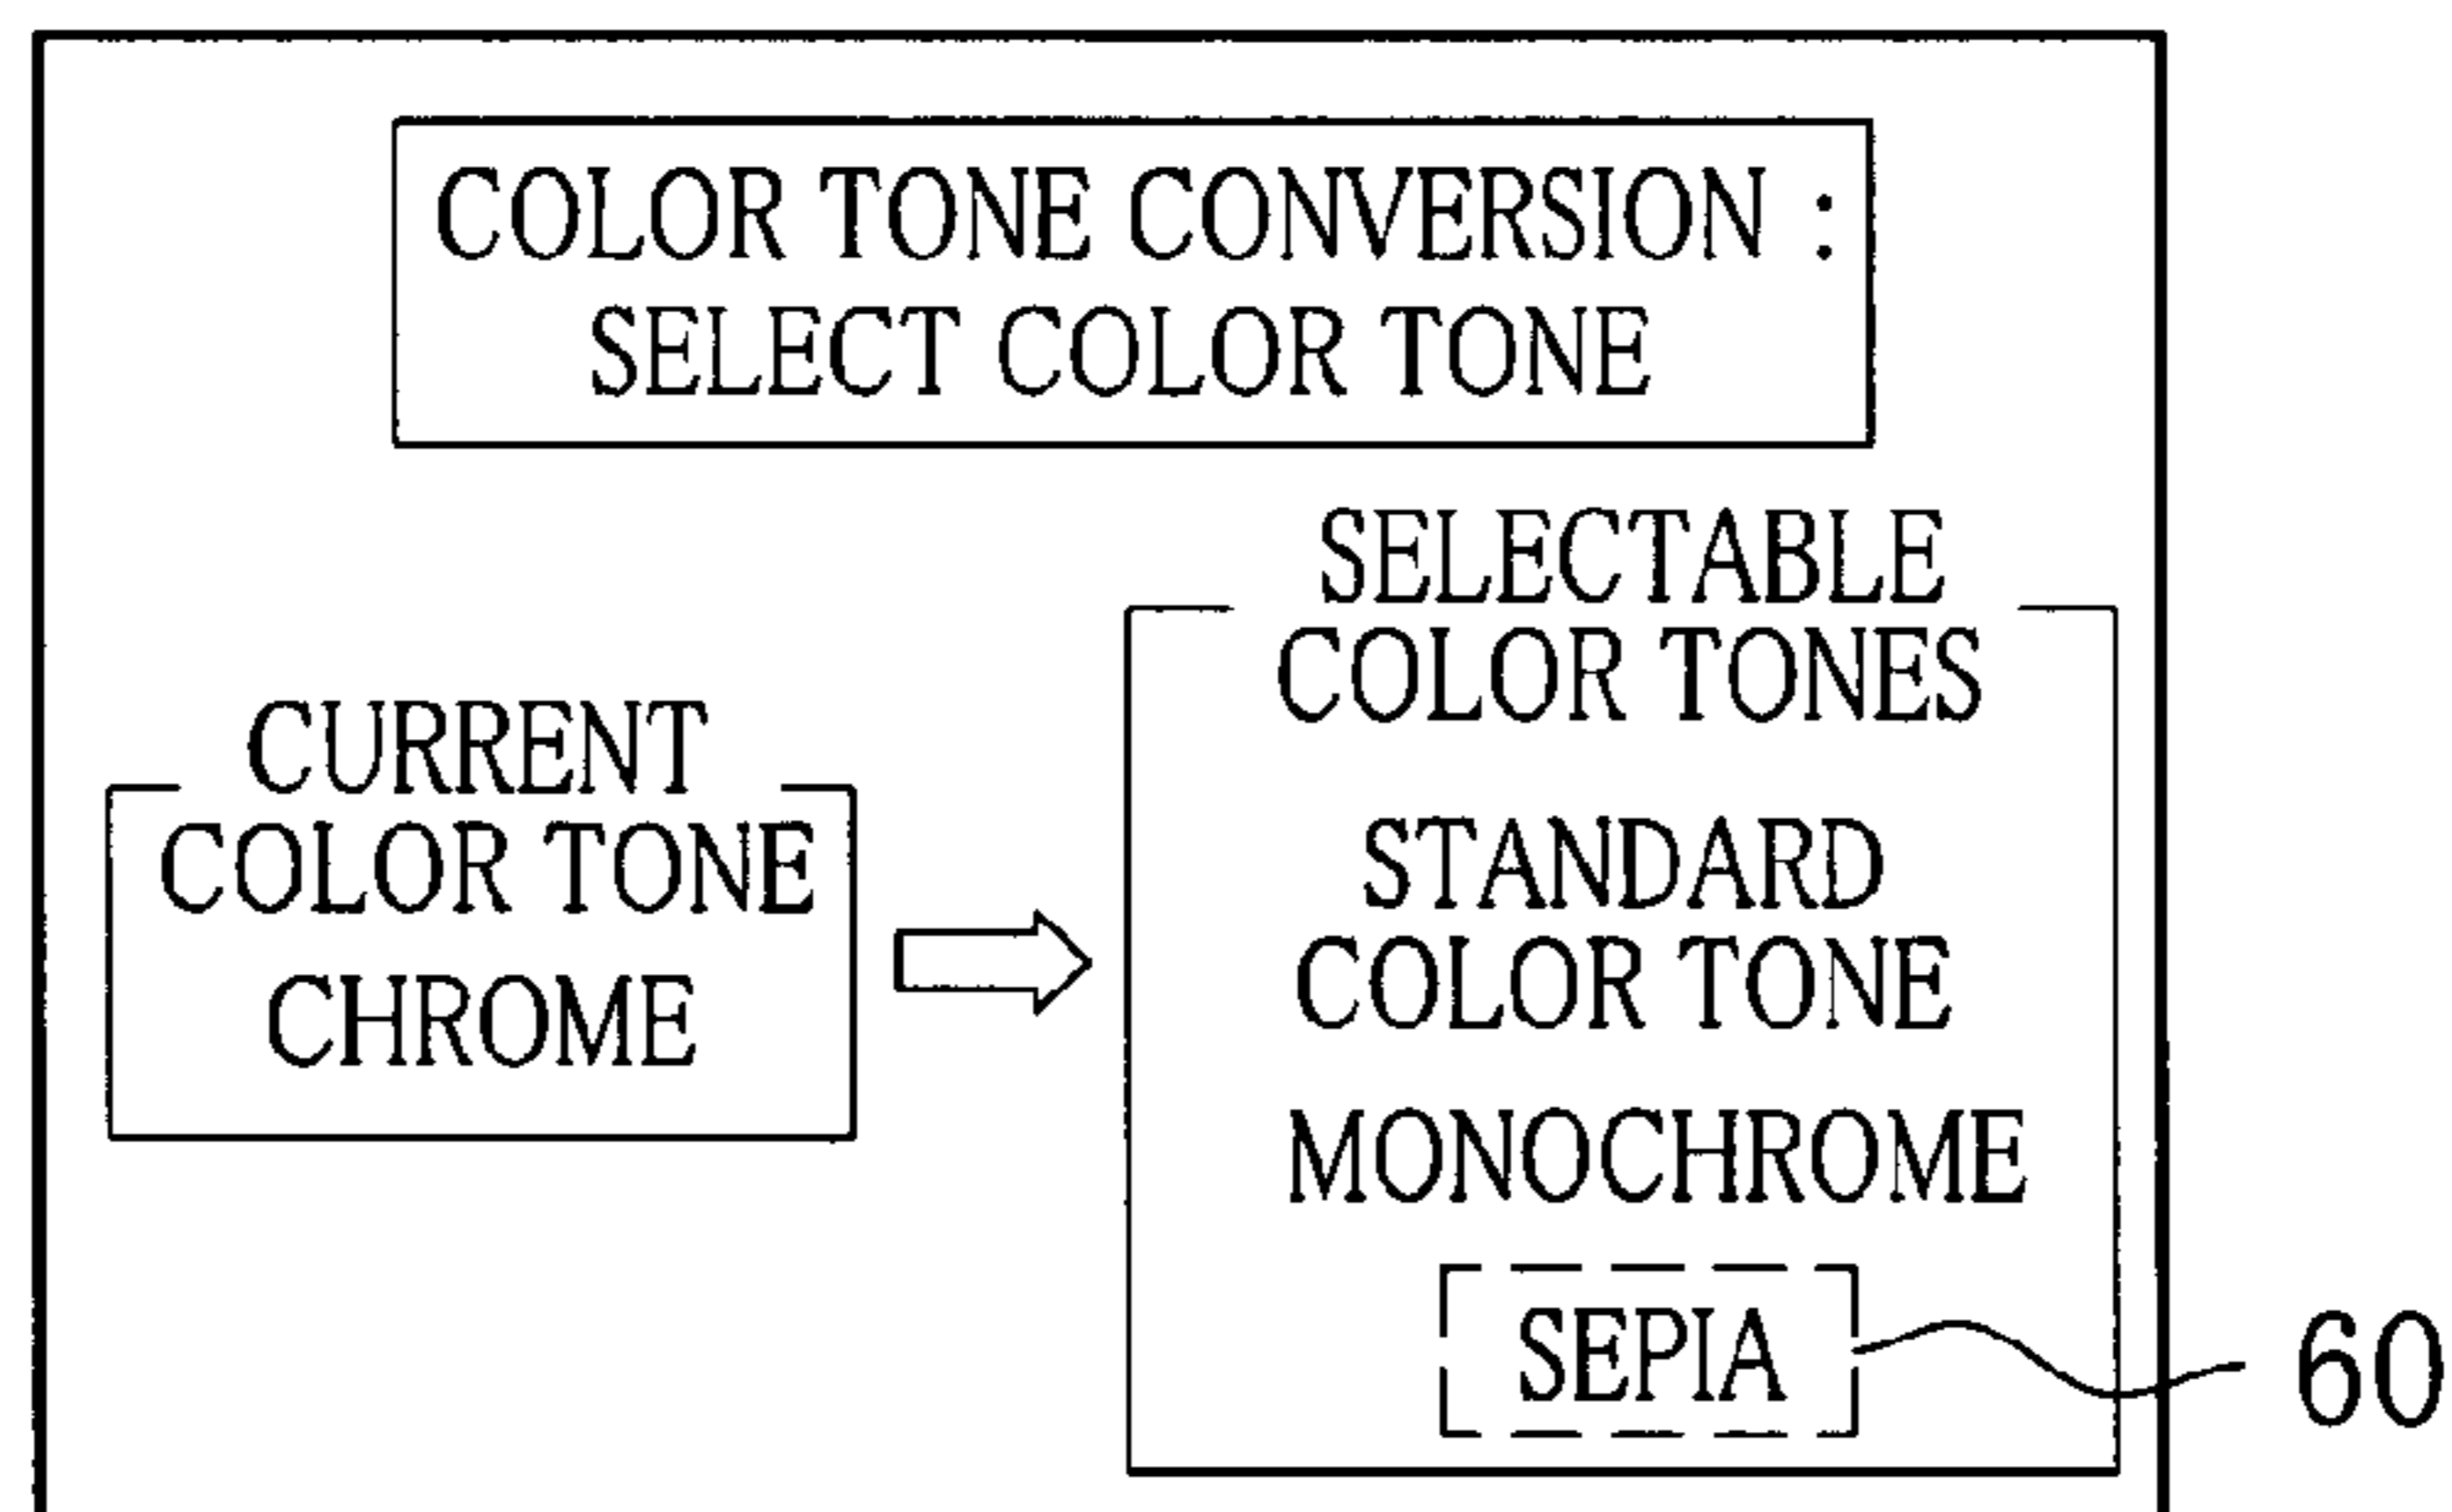 COLOR TONE CONVERSION :
SELECT COLOR TONE
CURRENT
COLOR TONE
CHROME
SELECTABLE
COLOR TONES
STANDARD
COLOR TONE
MONOCHROME
SEPIA
60